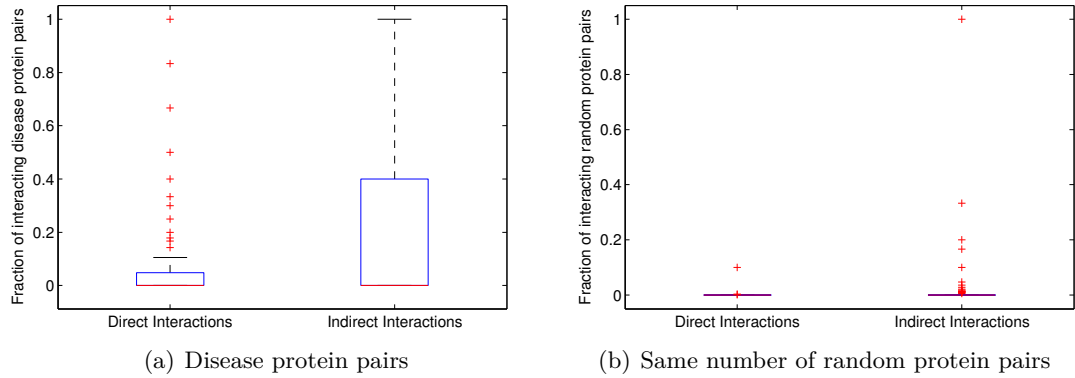 Fraction of interacting disease protein pairs
1
0.8
0.6
0.4
0.2
0
Direct Interactions
Indirect Interactions
(a) Disease protein pairs
Fraction of interacting random protein pairs
1
0.8
0.6
0.4
0.2
0
Direct Interactions
Indirect Interactions
(b) Same number of random protein pairs